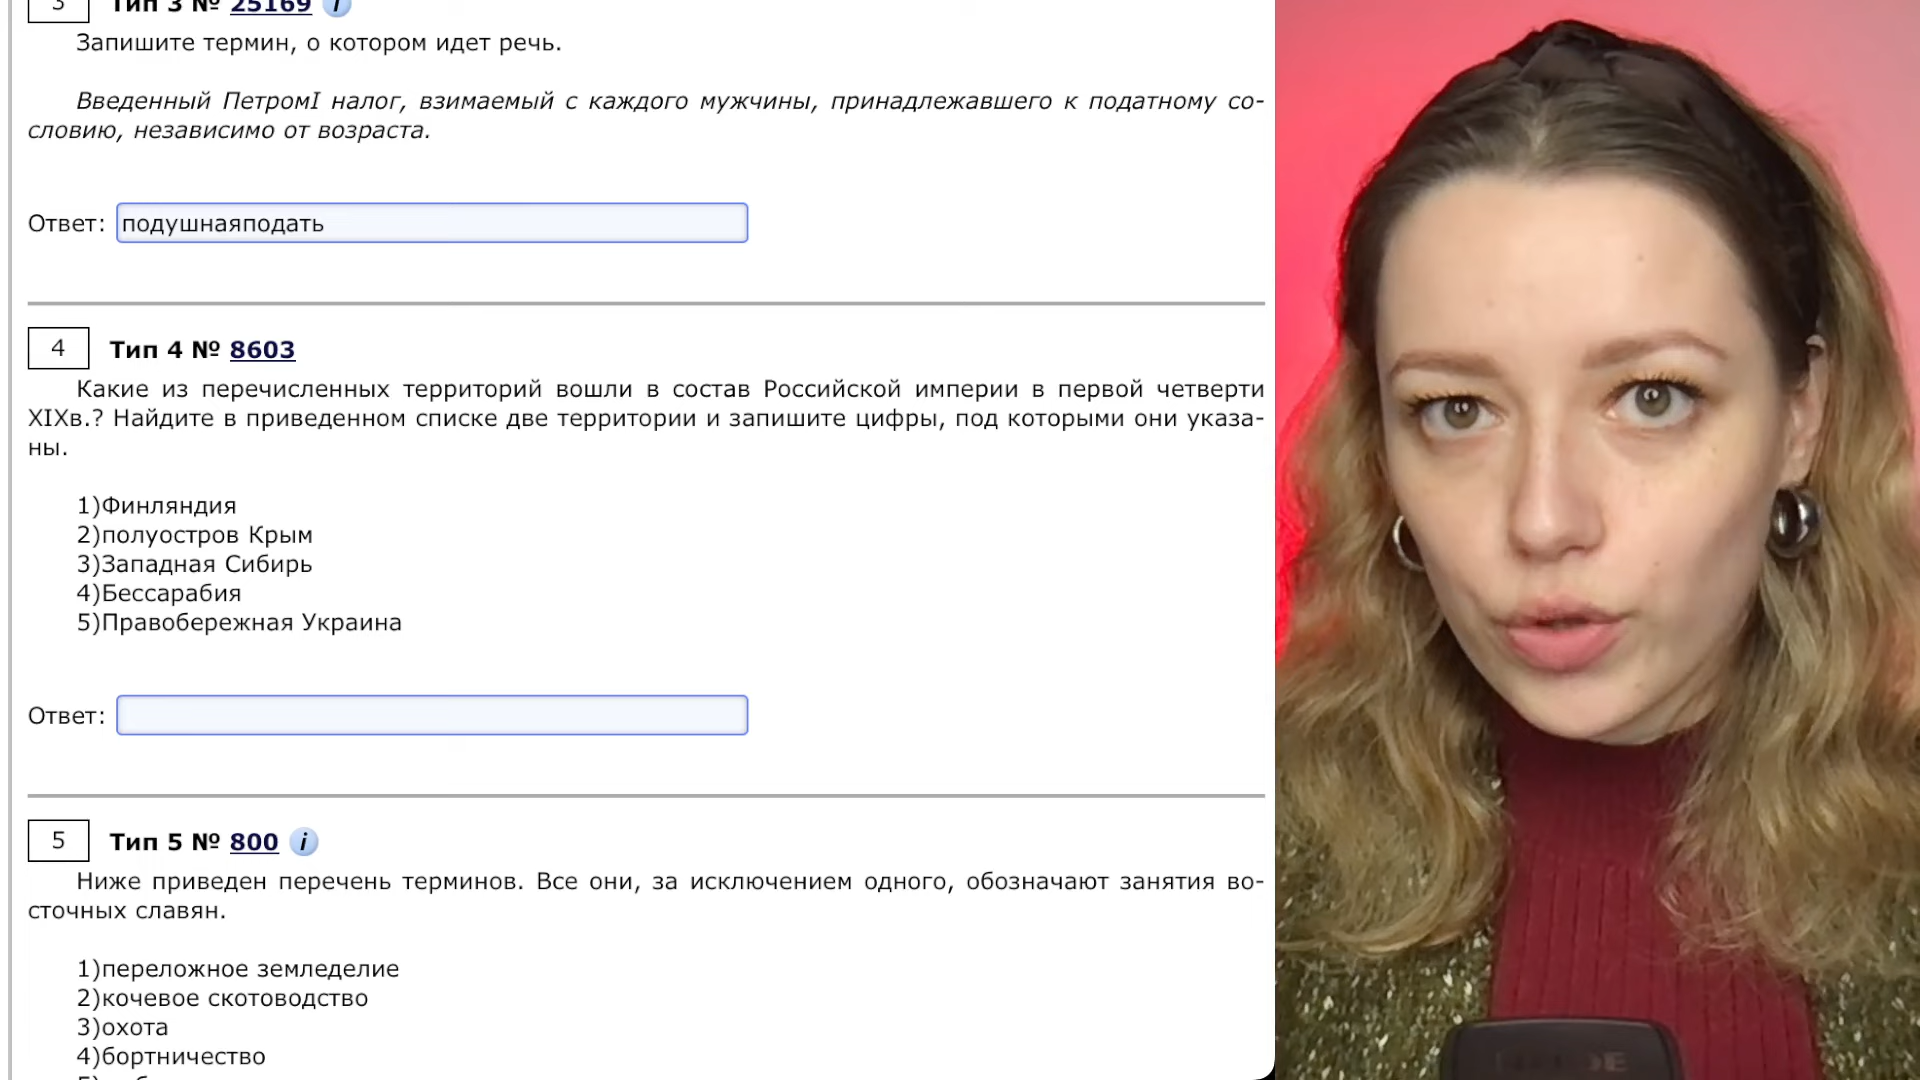 3 Тип 3 № 25169 i
Запишите термин, о котором идет речь.
Введенный ПетромI налог, взимаемый с каждого мужчины, принадлежавшего к податному со-
словию, независимо от возраста.
Ответ: подушнаяподать
4 Тип 4 № 8603
Какие из перечисленных территорий вошли в состав Российской империи в первой четверти
XIXв.? Найдите в приведенном списке две территории и запишите цифры, под которыми они указа-
ны.
1)Финляндия
2)полуостров Крым
3)Западная Сибирь
4)Бессарабия
5)Правобережная Украина
Ответ:
5 Тип 5 № 800 i
Ниже приведен перечень терминов. Все они, за исключением одного, обозначают занятия во-
сточных славян.
1)переложное земледелие
2)кочевое скотоводство
3)охота
4)бортничество